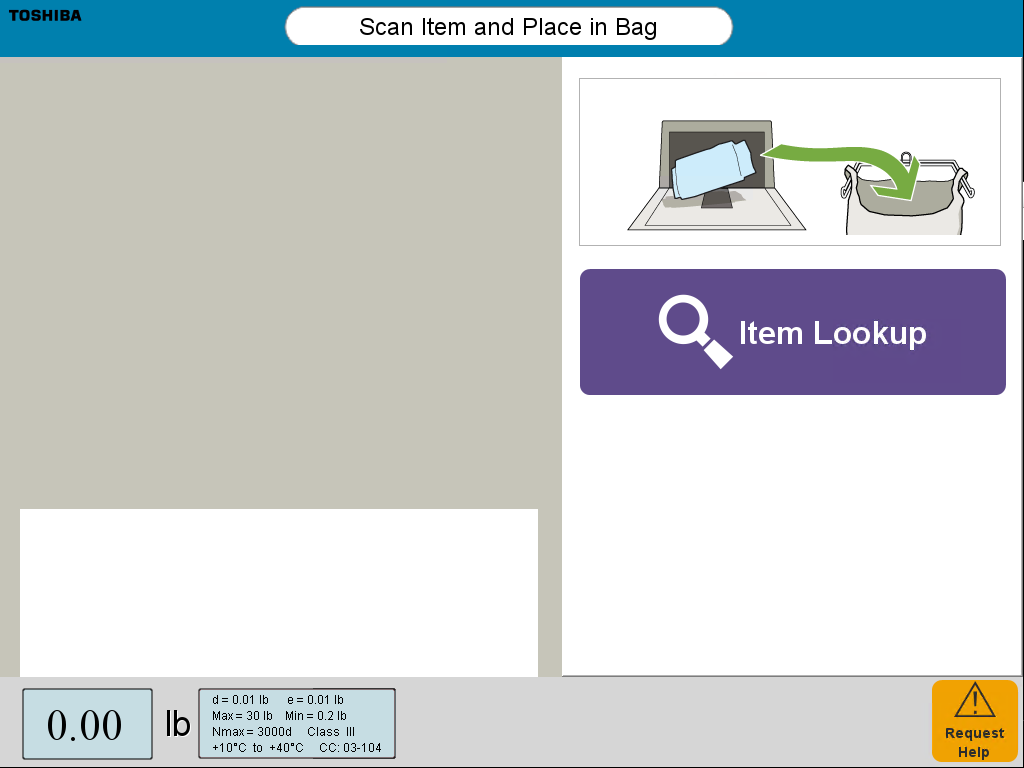 TOSHIBA
Scan Item and Place in Bag
Item Lookup
0.00 lb
d = 0.01 lb e = 0.01 lb
Max = 30 lb Min = 0.2 lb
Nmax = 3000d Class III
+10°C to +40°C CC: 03-104
Request
Help